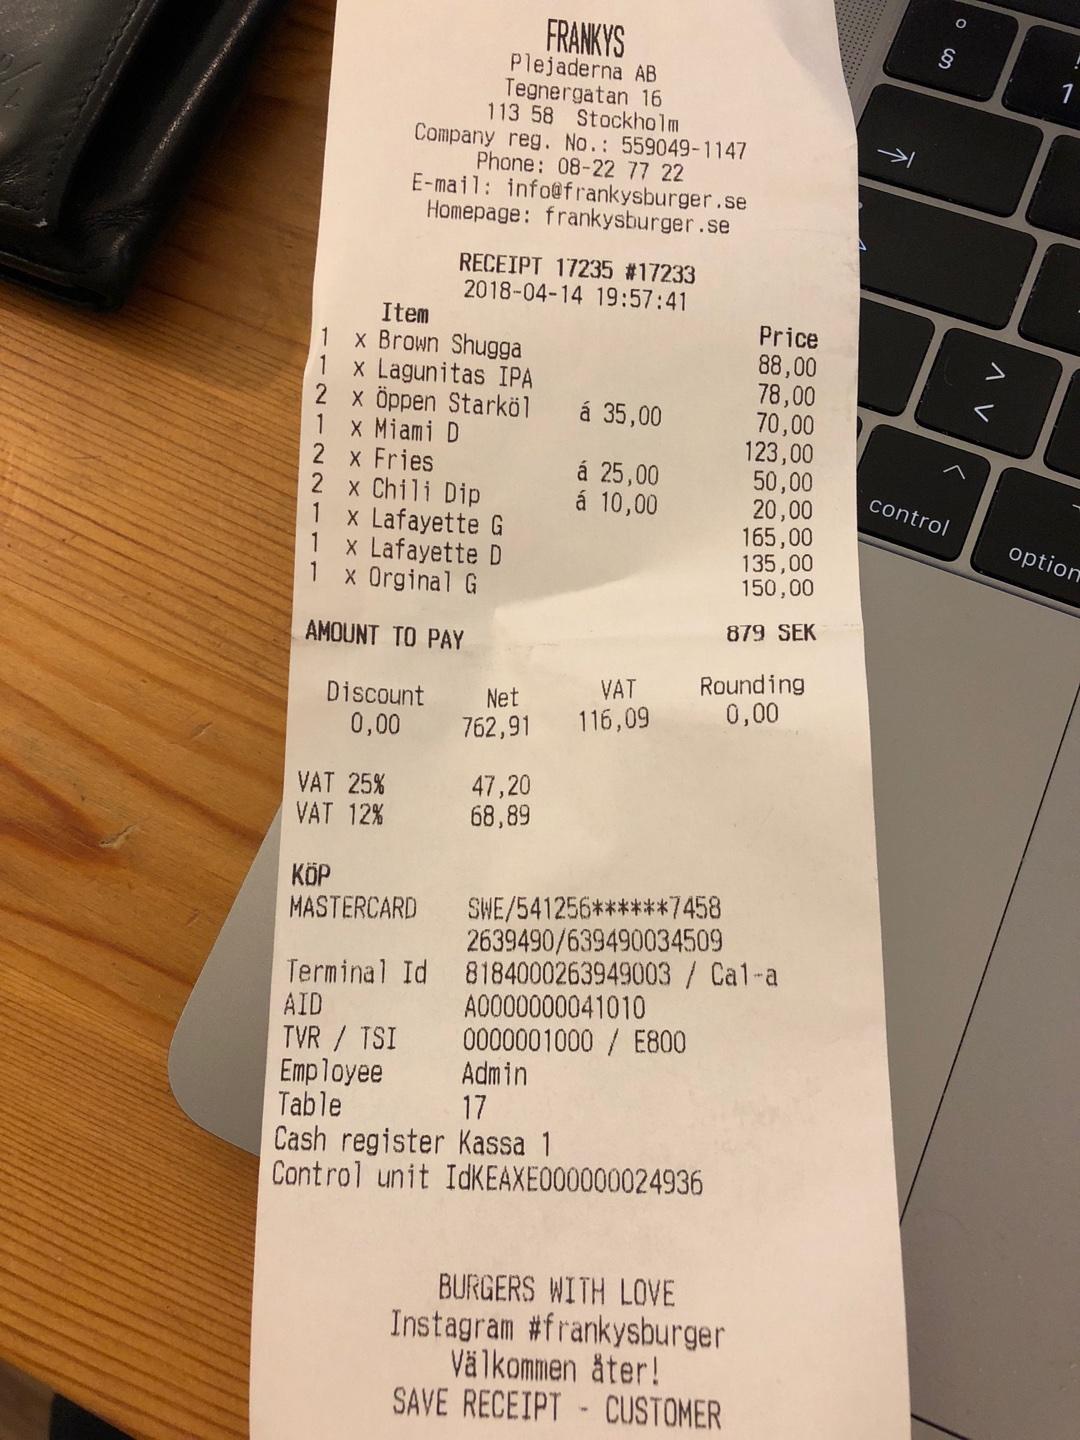 FRANKYS
Plejaderna AB
Tegnergatan 16
113 58 Stockholm
Company reg. No.: 559049-1147
Phone: 08-22 77 22
E-mail: info@frankysburger.se
Homepage: frankysburger.se
RECEIPT 17235 #17233
2018-04-14 19:57:41
Item Price
1 x Brown Shugga 88,00
1 x Lagunitas IPA 78,00
2 x Öppen Starköl á 35,00 70,00
1 x Miami D 123,00
2 x Fries á 25,00 50,00
2 x Chili Dip á 10,00 20,00
1 x Lafayette G 165,00
1 x Lafayette D 135,00
1 x Orginal G 150,00
AMOUNT TO PAY 879 SEK
Discount Net VAT Rounding
0,00 762,91 116,09 0,00
VAT 25% 47,20
VAT 12% 68,89
KÖP
MASTERCARD SWE/541256******7458
2639490/639490034509
Terminal Id 8184000263949003 / Ca1-a
AID A0000000041010
TVR / TSI 0000001000 / E800
Employee Admin
Table 17
Cash register Kassa 1
Control unit IdKEAXE000000024936
BURGERS WITH LOVE
Instagram #frankysburger
Välkommen åter!
SAVE RECEIPT - CUSTOMER
§
1
>
<
control
option